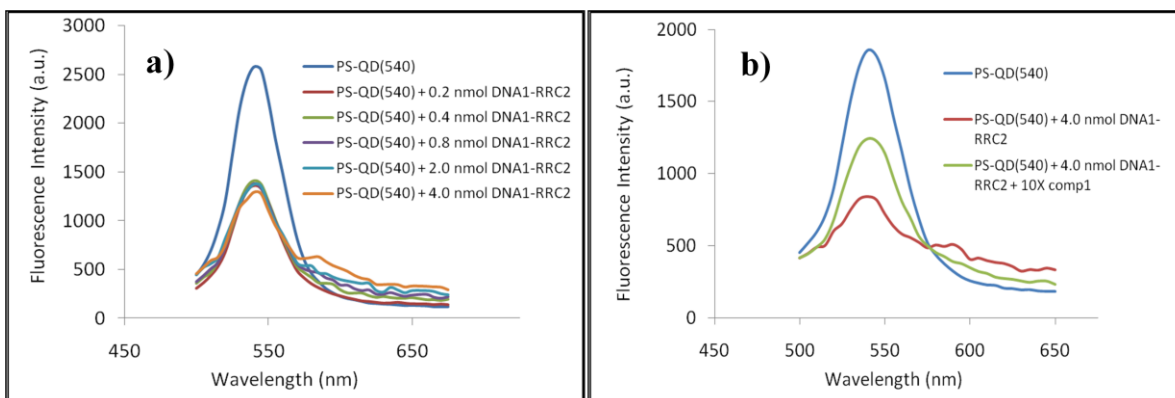 a)
3000
2500
2000
1500
1000
500
0
450
550
650
Fluorescence Intensity (a.u.)
Wavelength (nm)
PS-QD(540)
PS-QD(540) + 0.2 nmol DNA1-RRC2
PS-QD(540) + 0.4 nmol DNA1-RRC2
PS-QD(540) + 0.8 nmol DNA1-RRC2
PS-QD(540) + 2.0 nmol DNA1-RRC2
PS-QD(540) + 4.0 nmol DNA1-RRC2
b)
2000
1500
1000
500
0
450
500
550
600
650
700
Fluorescence Intensity (a.u.)
Wavelength (nm)
PS-QD(540)
PS-QD(540) + 4.0 nmol DNA1-
RRC2
PS-QD(540) + 4.0 nmol DNA1-
RRC2 + 10X comp1